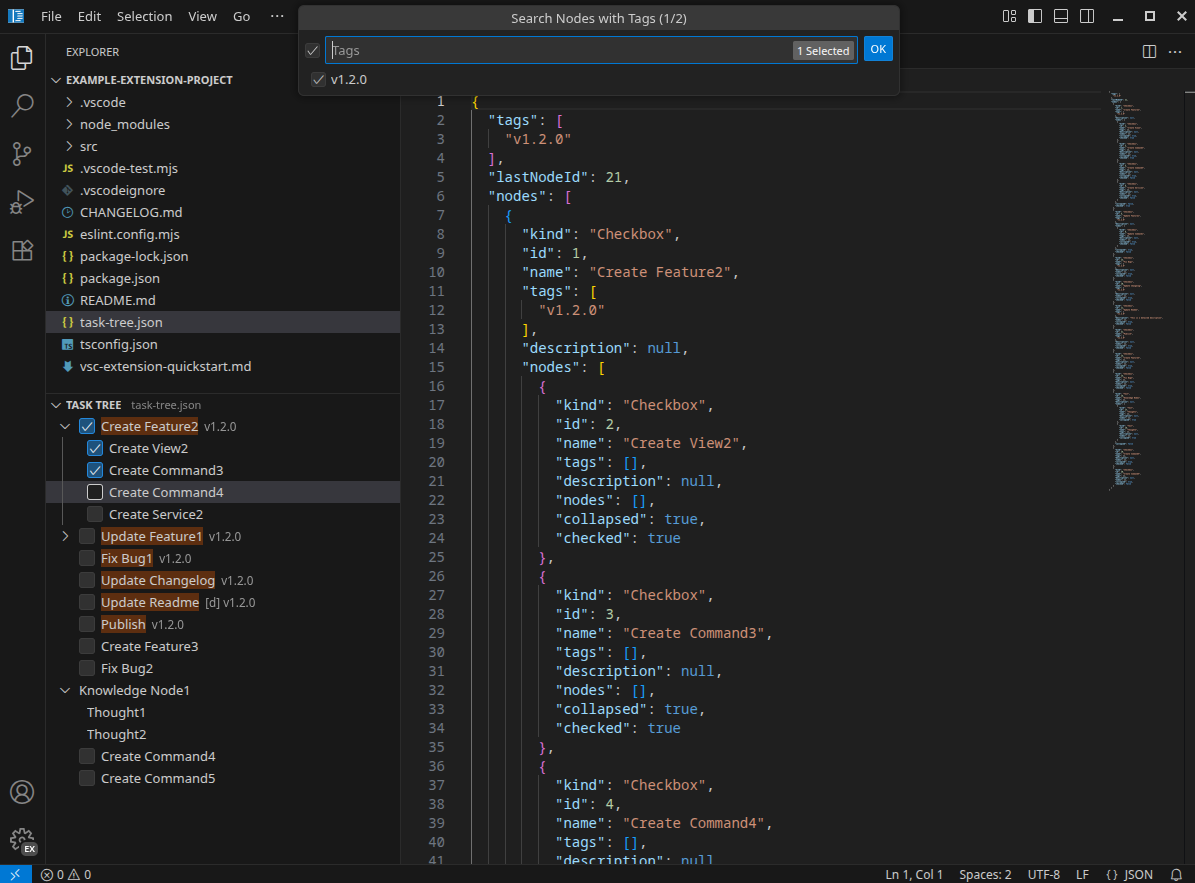 File Edit Selection View Go ···
Search Nodes with Tags (1/2)
Tags
1 Selected
OK
v1.2.0
EXPLORER
EXAMPLE-EXTENSION-PROJECT
.vscode
node_modules
src
JS .vscode-test.mjs
.vscodeignore
CHANGELOG.md
JS eslint.config.mjs
{} package-lock.json
{} package.json
README.md
{} task-tree.json
TS tsconfig.json
vsc-extension-quickstart.md
TASK TREE task-tree.json
Create Feature2 v1.2.0
Create View2
Create Command3
Create Command4
Create Service2
Update Feature1 v1.2.0
Fix Bug1 v1.2.0
Update Changelog v1.2.0
Update Readme [d] v1.2.0
Publish v1.2.0
Create Feature3
Fix Bug2
Knowledge Node1
Thought1
Thought2
Create Command4
Create Command5
EX
1 {
2 "tags": [
3 "v1.2.0"
4 ],
5 "lastNodeId": 21,
6 "nodes": [
7 {
8 "kind": "Checkbox",
9 "id": 1,
10 "name": "Create Feature2",
11 "tags": [
12 "v1.2.0"
13 ],
14 "description": null,
15 "nodes": [
16 {
17 "kind": "Checkbox",
18 "id": 2,
19 "name": "Create View2",
20 "tags": [],
21 "description": null,
22 "nodes": [],
23 "collapsed": true,
24 "checked": true
25 },
26 {
27 "kind": "Checkbox",
28 "id": 3,
29 "name": "Create Command3",
30 "tags": [],
31 "description": null,
32 "nodes": [],
33 "collapsed": true,
34 "checked": true
35 },
36 {
37 "kind": "Checkbox",
38 "id": 4,
39 "name": "Create Command4",
40 "tags": [],
41 "description": null
0 0
Ln 1, Col 1 Spaces: 2 UTF-8 LF {} JSON